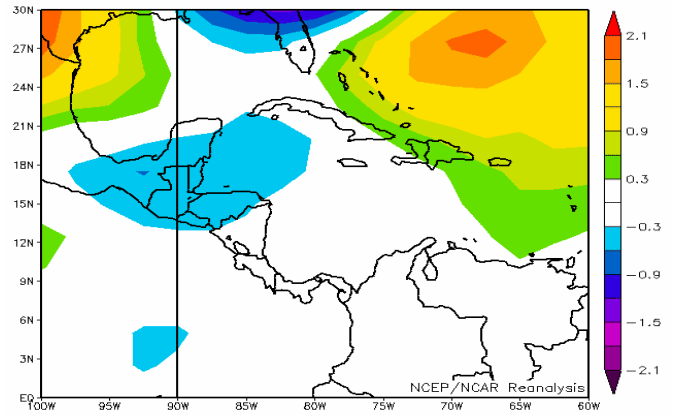 30N
27N
24N
21N
18N
15N
12N
9N
6N
3N
EQ
100W 95W 90W 85W 80W 75W 70W 65W 60W
NCEP/NCAR Reanalysis
2.1
1.5
0.9
0.3
−0.3
−0.9
−1.5
−2.1